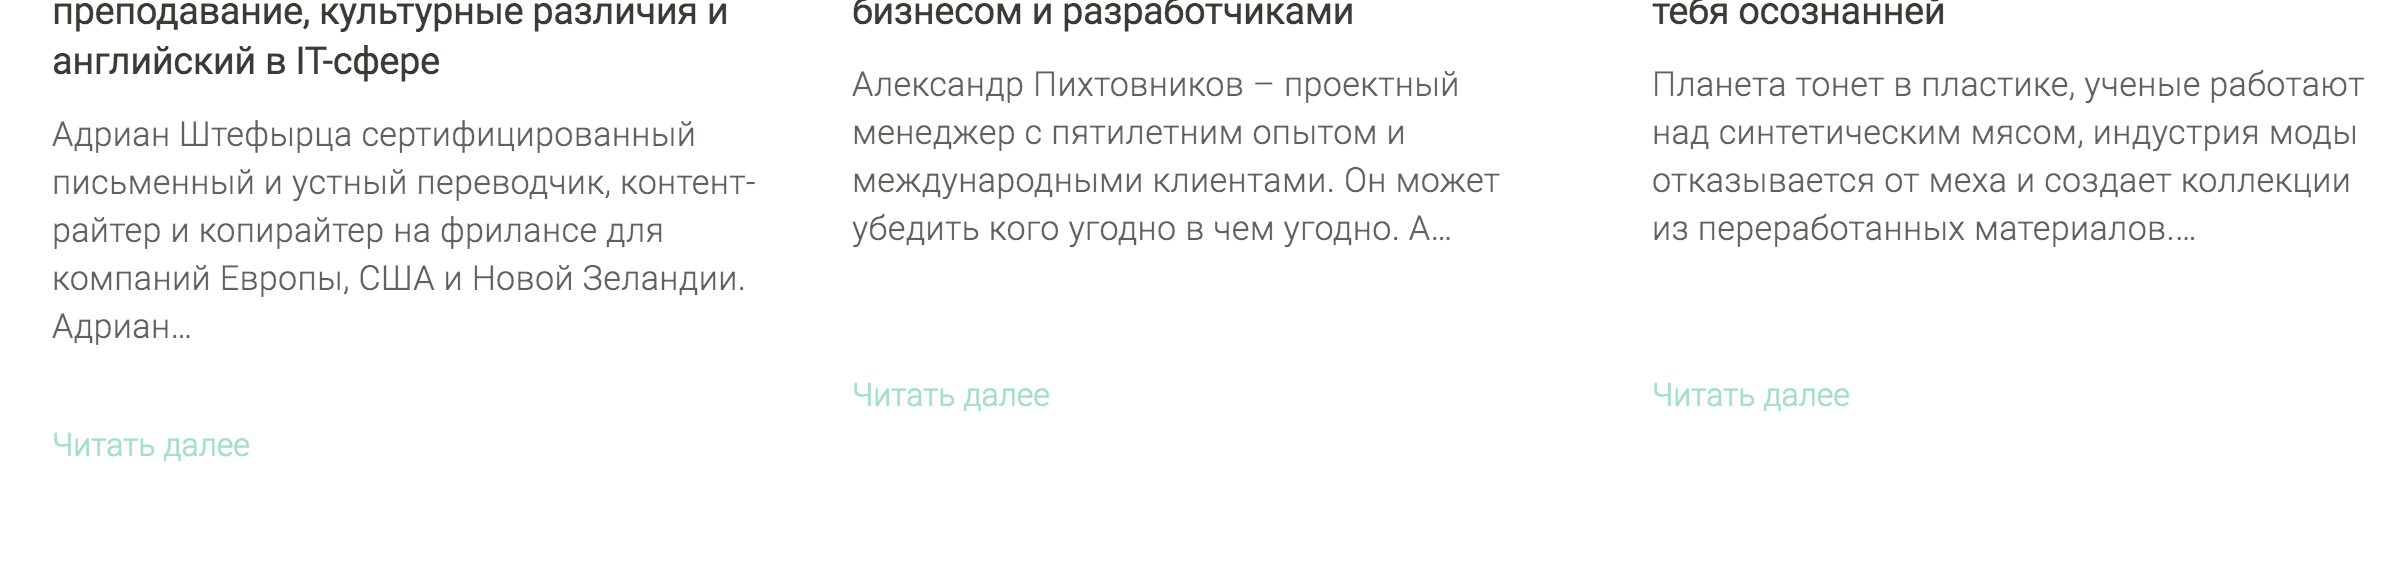 преподавание, культурные различия и
английский в IT-сфере
Адриан Штефырца сертифицированный
письменный и устный переводчик, контент-
райтер и копирайтер на фрилансе для
компаний Европы, США и Новой Зеландии.
Адриан...
Читать далее
бизнесом и разработчиками
Александр Пихтовников – проектный
менеджер с пятилетним опытом и
международными клиентами. Он может
убедить кого угодно в чем угодно. А...
Читать далее
тебя осознанней
Планета тонет в пластике, ученые работают
над синтетическим мясом, индустрия моды
отказывается от меха и создает коллекции
из переработанных материалов....
Читать далее